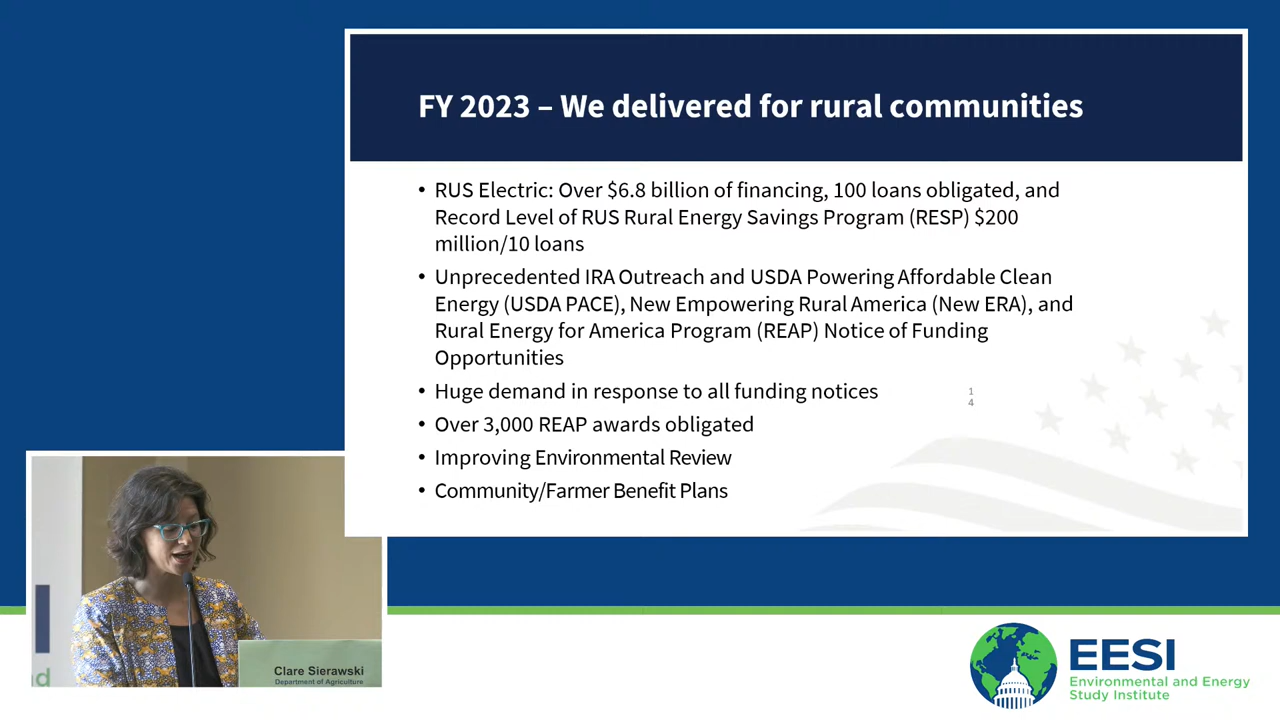 FY 2023 – We delivered for rural communities
• RUS Electric: Over $6.8 billion of financing, 100 loans obligated, and
Record Level of RUS Rural Energy Savings Program (RESP) $200
million/10 loans
• Unprecedented IRA Outreach and USDA Powering Affordable Clean
Energy (USDA PACE), New Empowering Rural America (New ERA), and
Rural Energy for America Program (REAP) Notice of Funding
Opportunities
• Huge demand in response to all funding notices
1
4
• Over 3,000 REAP awards obligated
• Improving Environmental Review
• Community/Farmer Benefit Plans
nd
Clare Sierawski
Department of Agriculture
EESI
Environmental and Energy
Study Institute